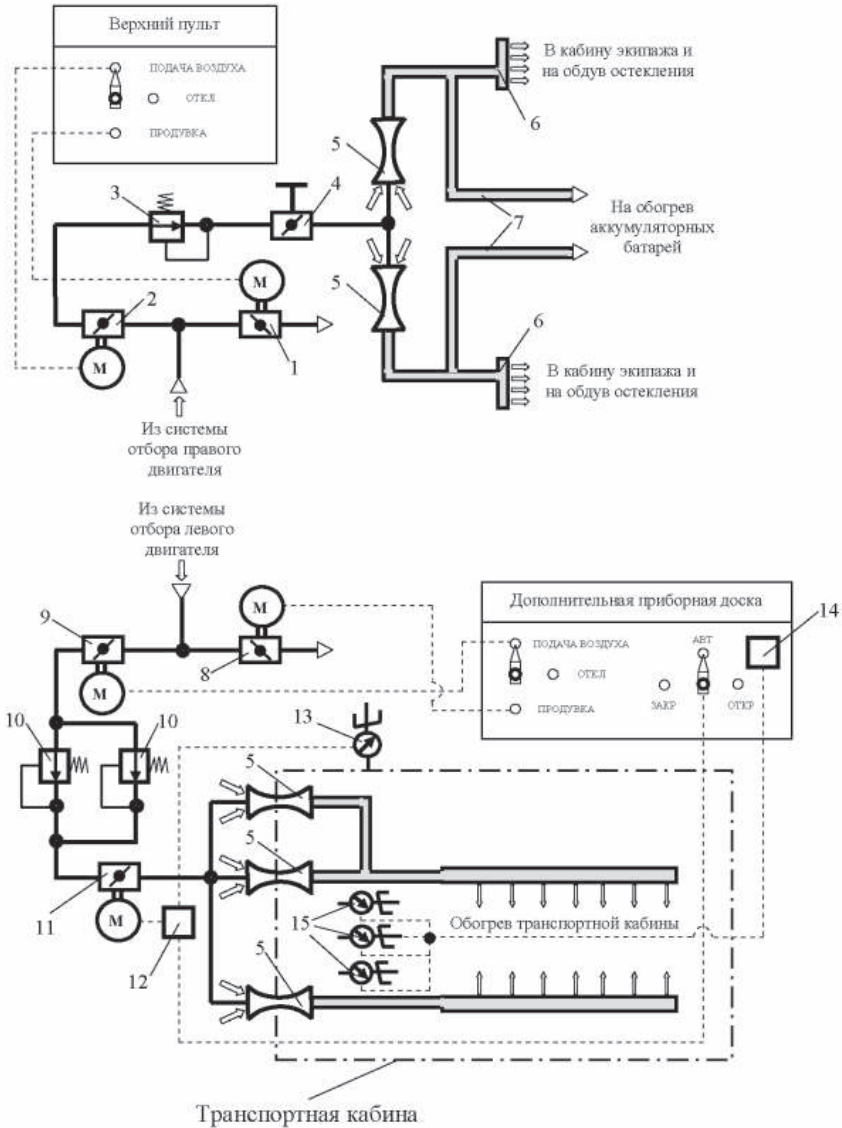 Верхний пульт
ПОДАЧА ВОЗДУХА
ОТКЛ
ПРОДУВКА
В кабину экипажа и
на обдув остекления
6
5
3
4
7
На обогрев
аккумуляторных
батарей
М
2
5
М
1
6
В кабину экипажа и
на обдув остекления
Из системы
отбора правого
двигателя
Из системы
отбора левого
двигателя
9
М
8
М
Дополнительная приборная доска
14
ПОДАЧА ВОЗДУХА
АВТ
ОТКЛ
ЗАКР
ОТКР
ПРОДУВКА
10
10
13
5
5
11
М
12
15
Обогрев транспортной кабины
5
Транспортная кабина